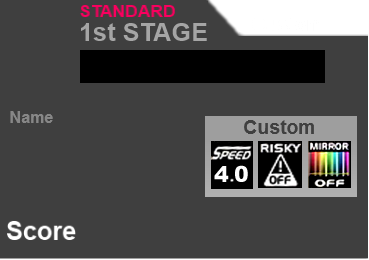 STANDARD
1st STAGE
Name
Custom
SPEED RISKY MIRROR
4.0 OFF OFF
Score